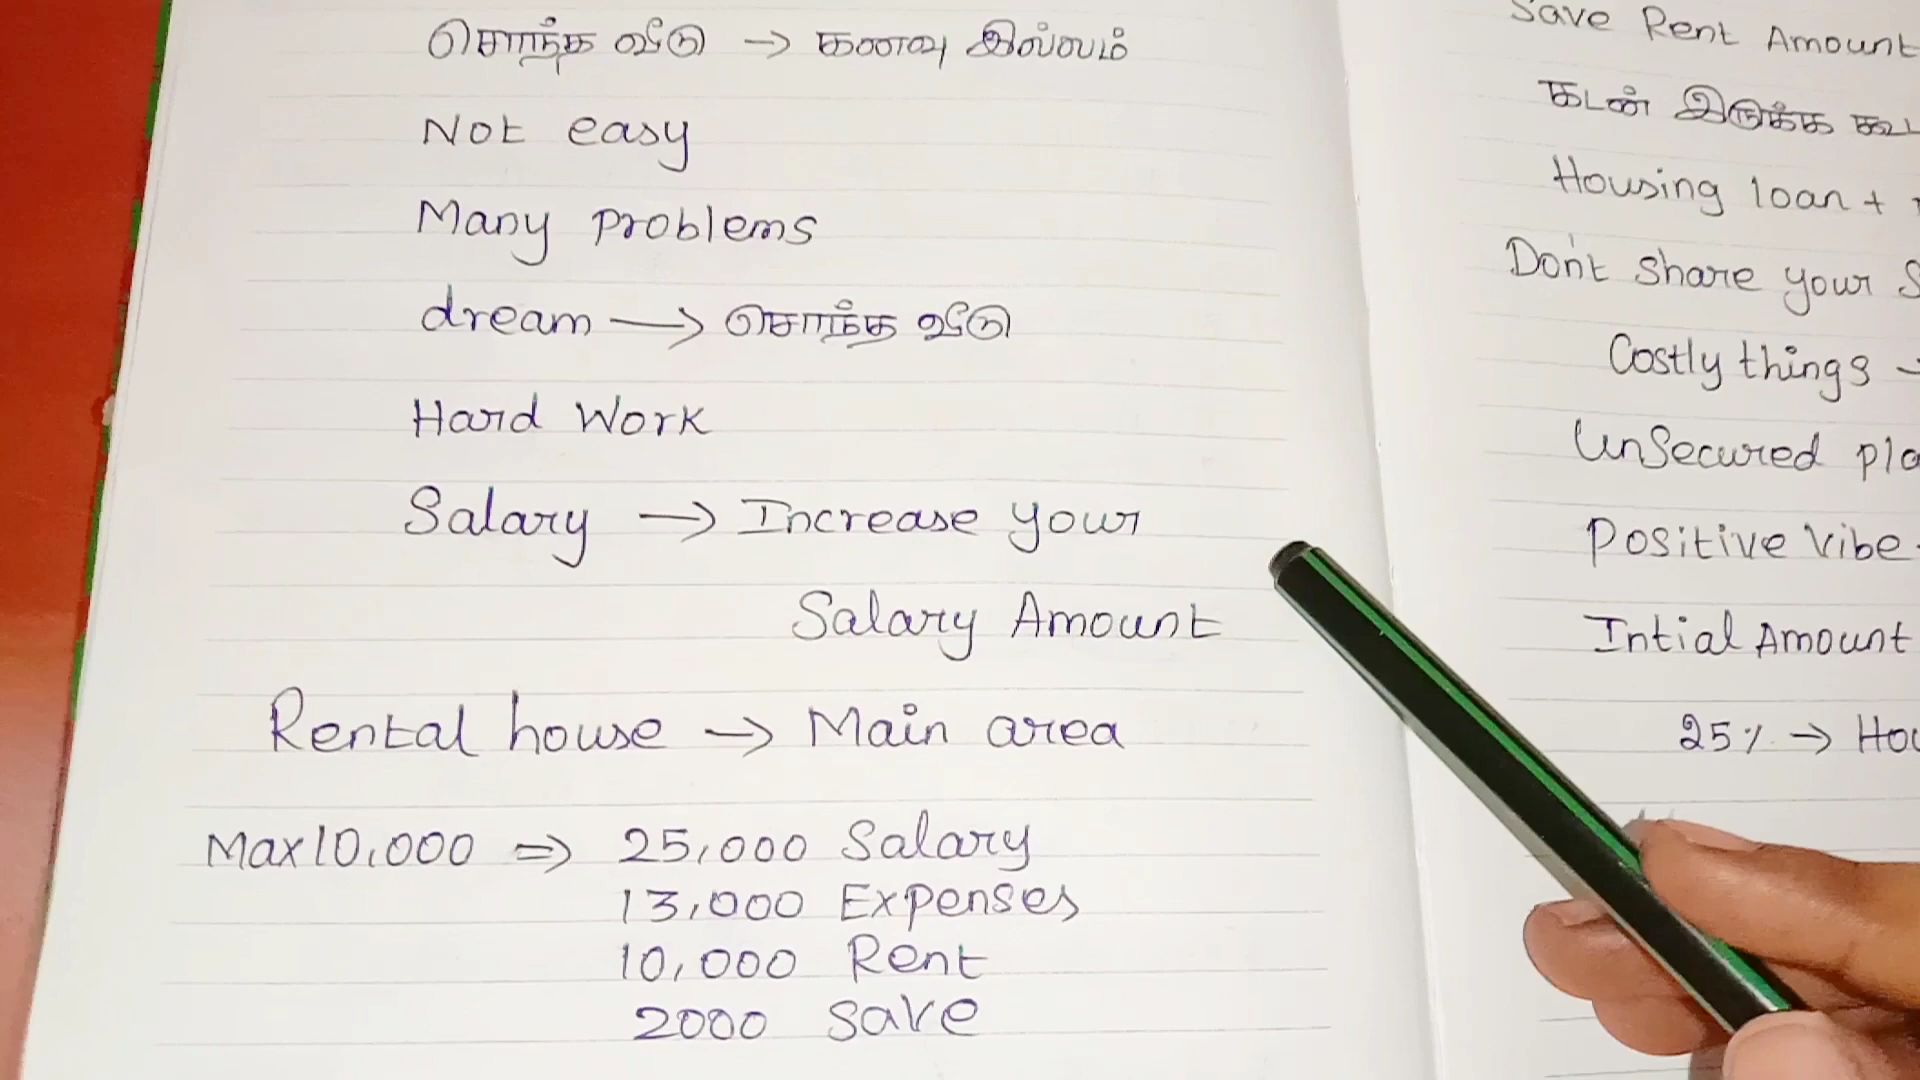 சொந்த வீடு → கனவு இல்லம்
Not easy
Many problems
dream → சொந்த வீடு
Hard Work
Salary → Increase your
Salary Amount
Rental house → Main area
Max 10,000 ⇒ 25,000 Salary
13,000 Expenses
10,000 Rent
2000 Save
Save Rent Amount
கடன் இருக்க
Housing loan +
Don't share your
Costly things
UnSecured
Positive Vibe
Intial Amount
25% →